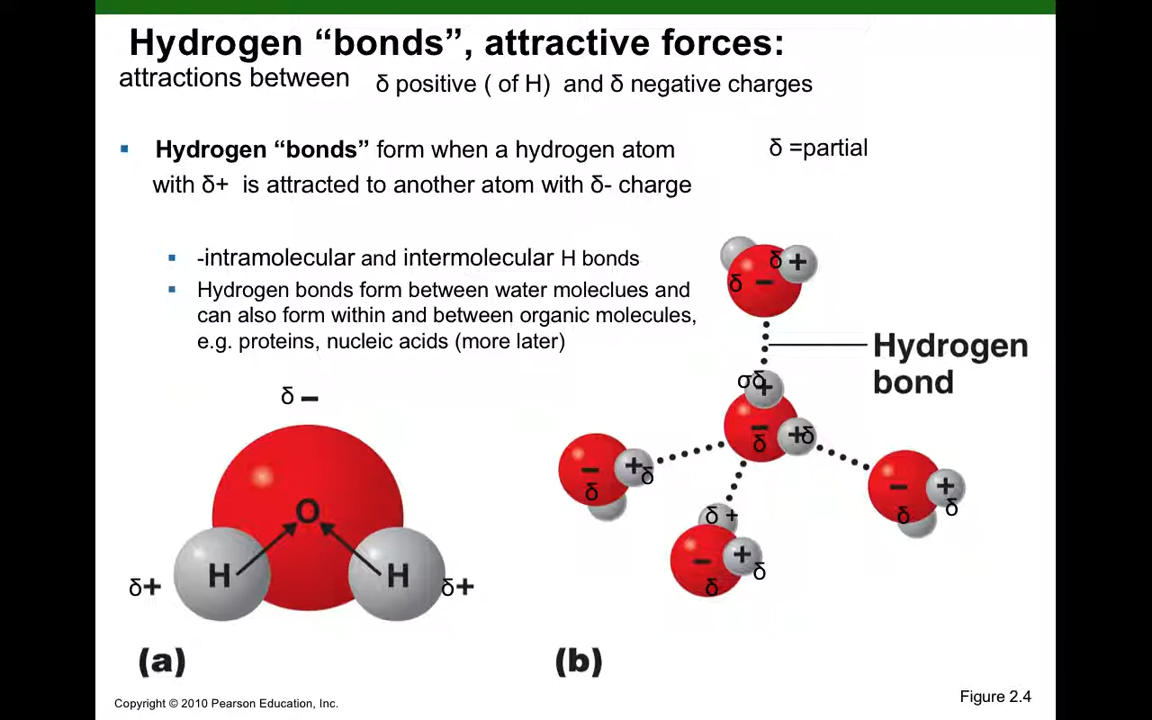 Hydrogen “bonds”, attractive forces:
attractions between δ positive ( of H) and δ negative charges
Hydrogen “bonds” form when a hydrogen atom
δ =partial
with δ+ is attracted to another atom with δ- charge
-intramolecular and intermolecular H bonds
Hydrogen bonds form between water moleclues and
can also form within and between organic molecules,
e.g. proteins, nucleic acids (more later)
δ −
O
H
H
δ+
δ+
(a)
δ +
δ −
Hydrogen
bond
σδ
+
−
δ
+δ
−
δ
+
δ
−
δ
+
δ
δ +
−
δ
+
δ
(b)
Copyright © 2010 Pearson Education, Inc.
Figure 2.4